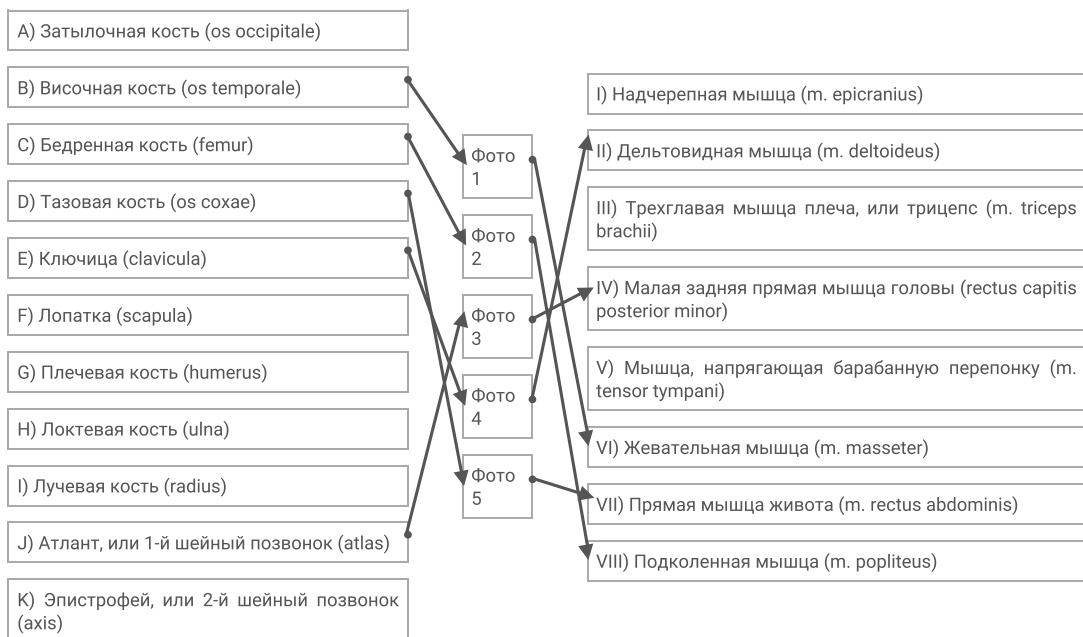 A) Затылочная кость (os occipitale)
B) Височная кость (os temporale)
C) Бедренная кость (femur)
D) Тазовая кость (os coxae)
E) Ключица (clavicula)
F) Лопатка (scapula)
G) Плечевая кость (humerus)
H) Локтевая кость (ulna)
I) Лучевая кость (radius)
J) Атлант, или 1-й шейный позвонок (atlas)
K) Эпистрофей, или 2-й шейный позвонок
(axis)
Фото
1
Фото
2
Фото
3
Фото
4
Фото
5
I) Надчерепная мышца (m. epicranius)
II) Дельтовидная мышца (m. deltoideus)
III) Трехглавая мышца плеча, или трицепс (m. triceps
brachii)
IV) Малая задняя прямая мышца головы (rectus capitis
posterior minor)
V) Мышца, напрягающая барабанную перепонку (m.
tensor tympani)
VI) Жевательная мышца (m. masseter)
VII) Прямая мышца живота (m. rectus abdominis)
VIII) Подколенная мышца (m. popliteus)